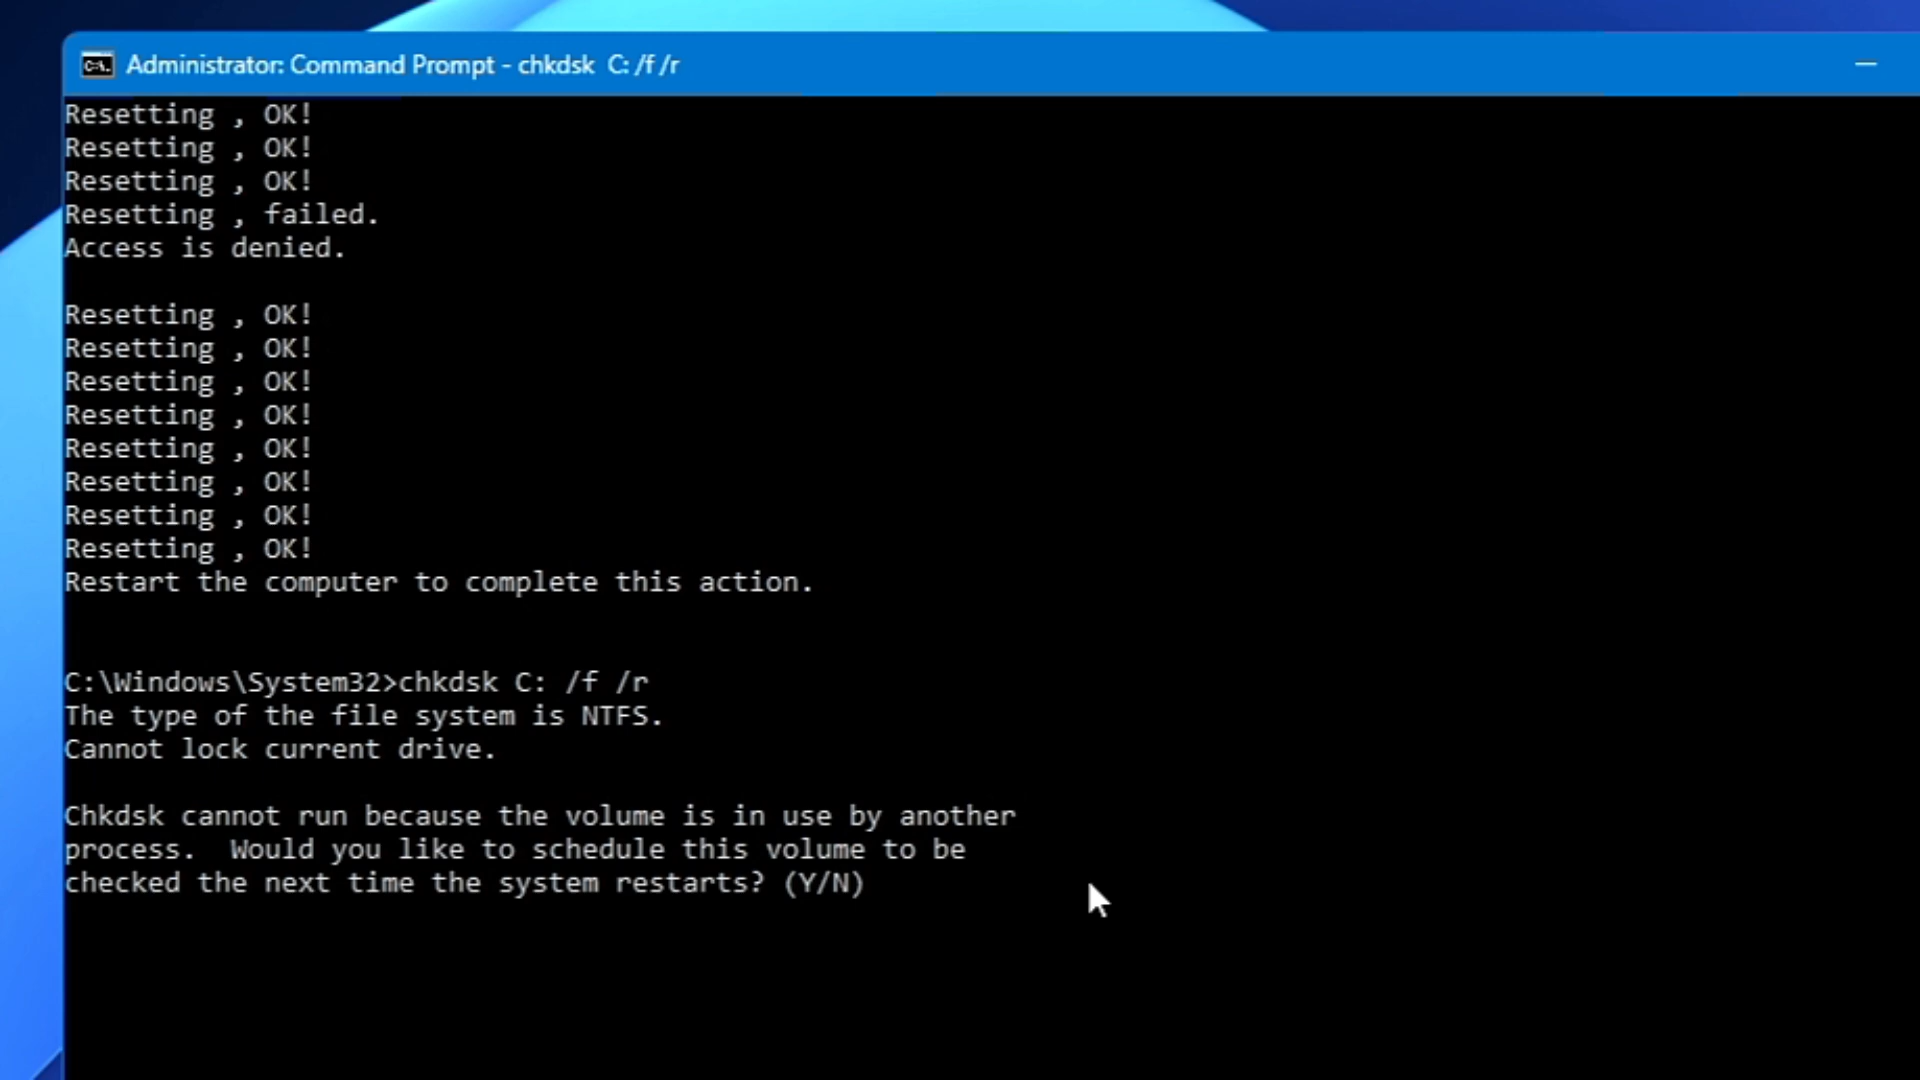 Administrator: Command Prompt - chkdsk  C: /f /r
Resetting , OK!
Resetting , OK!
Resetting , OK!
Resetting , failed.
Access is denied.
Resetting , OK!
Resetting , OK!
Resetting , OK!
Resetting , OK!
Resetting , OK!
Resetting , OK!
Resetting , OK!
Resetting , OK!
Restart the computer to complete this action.
C:\Windows\System32>chkdsk C: /f /r
The type of the file system is NTFS.
Cannot lock current drive.
Chkdsk cannot run because the volume is in use by another
process.  Would you like to schedule this volume to be
checked the next time the system restarts? (Y/N)